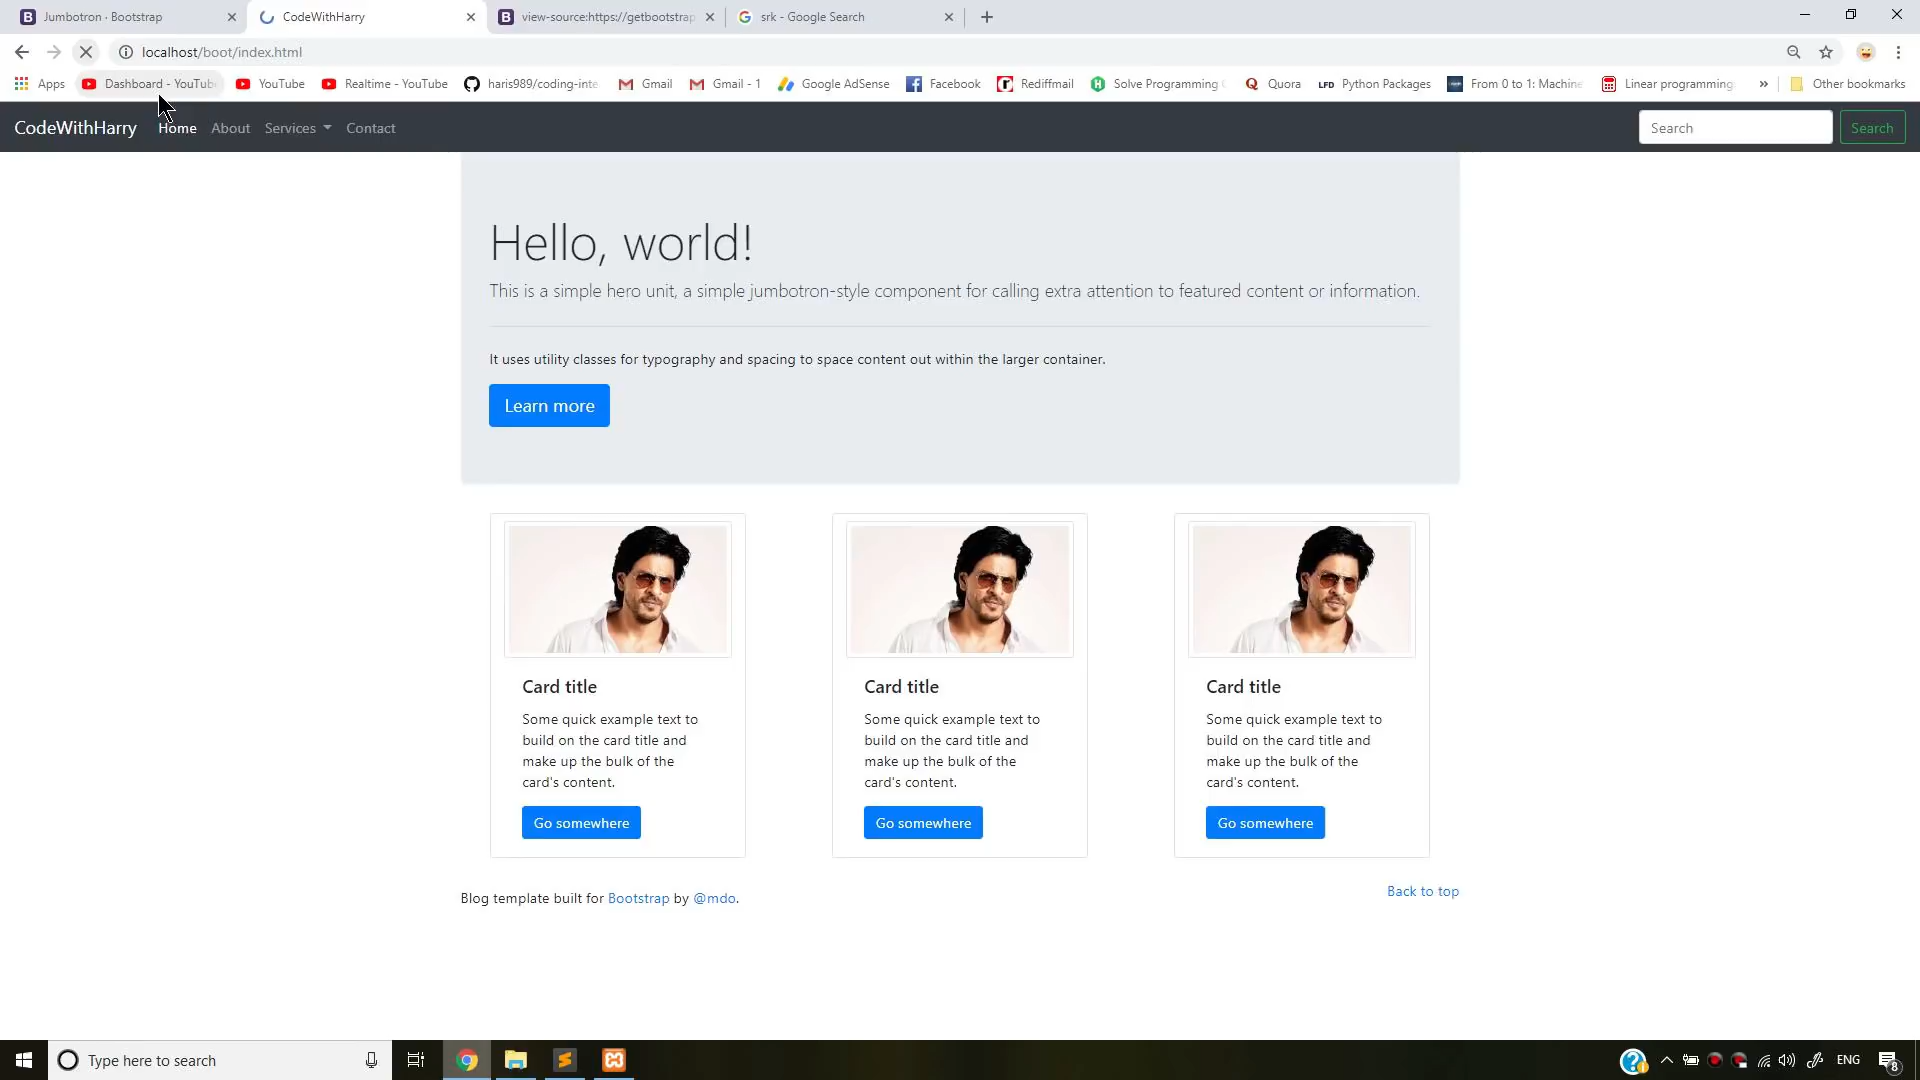 Jumbotron · Bootstrap
CodeWithHarry
view-source:https://getbootstrap
srk - Google Search
localhost/boot/index.html
Apps
Dashboard - YouTube
YouTube
Realtime - YouTube
haris989/coding-inte
Gmail
Gmail - 1
Google AdSense
Facebook
Rediffmail
Solve Programming
Quora
LFD Python Packages
From 0 to 1: Machine
Linear programming
Other bookmarks
CodeWithHarry
Home
About
Services
Contact
Search
Search
Hello, world!
This is a simple hero unit, a simple jumbotron-style component for calling extra attention to featured content or information.
It uses utility classes for typography and spacing to space content out within the larger container.
Learn more
Card title
Some quick example text to
build on the card title and
make up the bulk of the
card's content.
Go somewhere
Card title
Some quick example text to
build on the card title and
make up the bulk of the
card's content.
Go somewhere
Card title
Some quick example text to
build on the card title and
make up the bulk of the
card's content.
Go somewhere
Blog template built for Bootstrap by @mdo.
Back to top
Type here to search
ENG
8